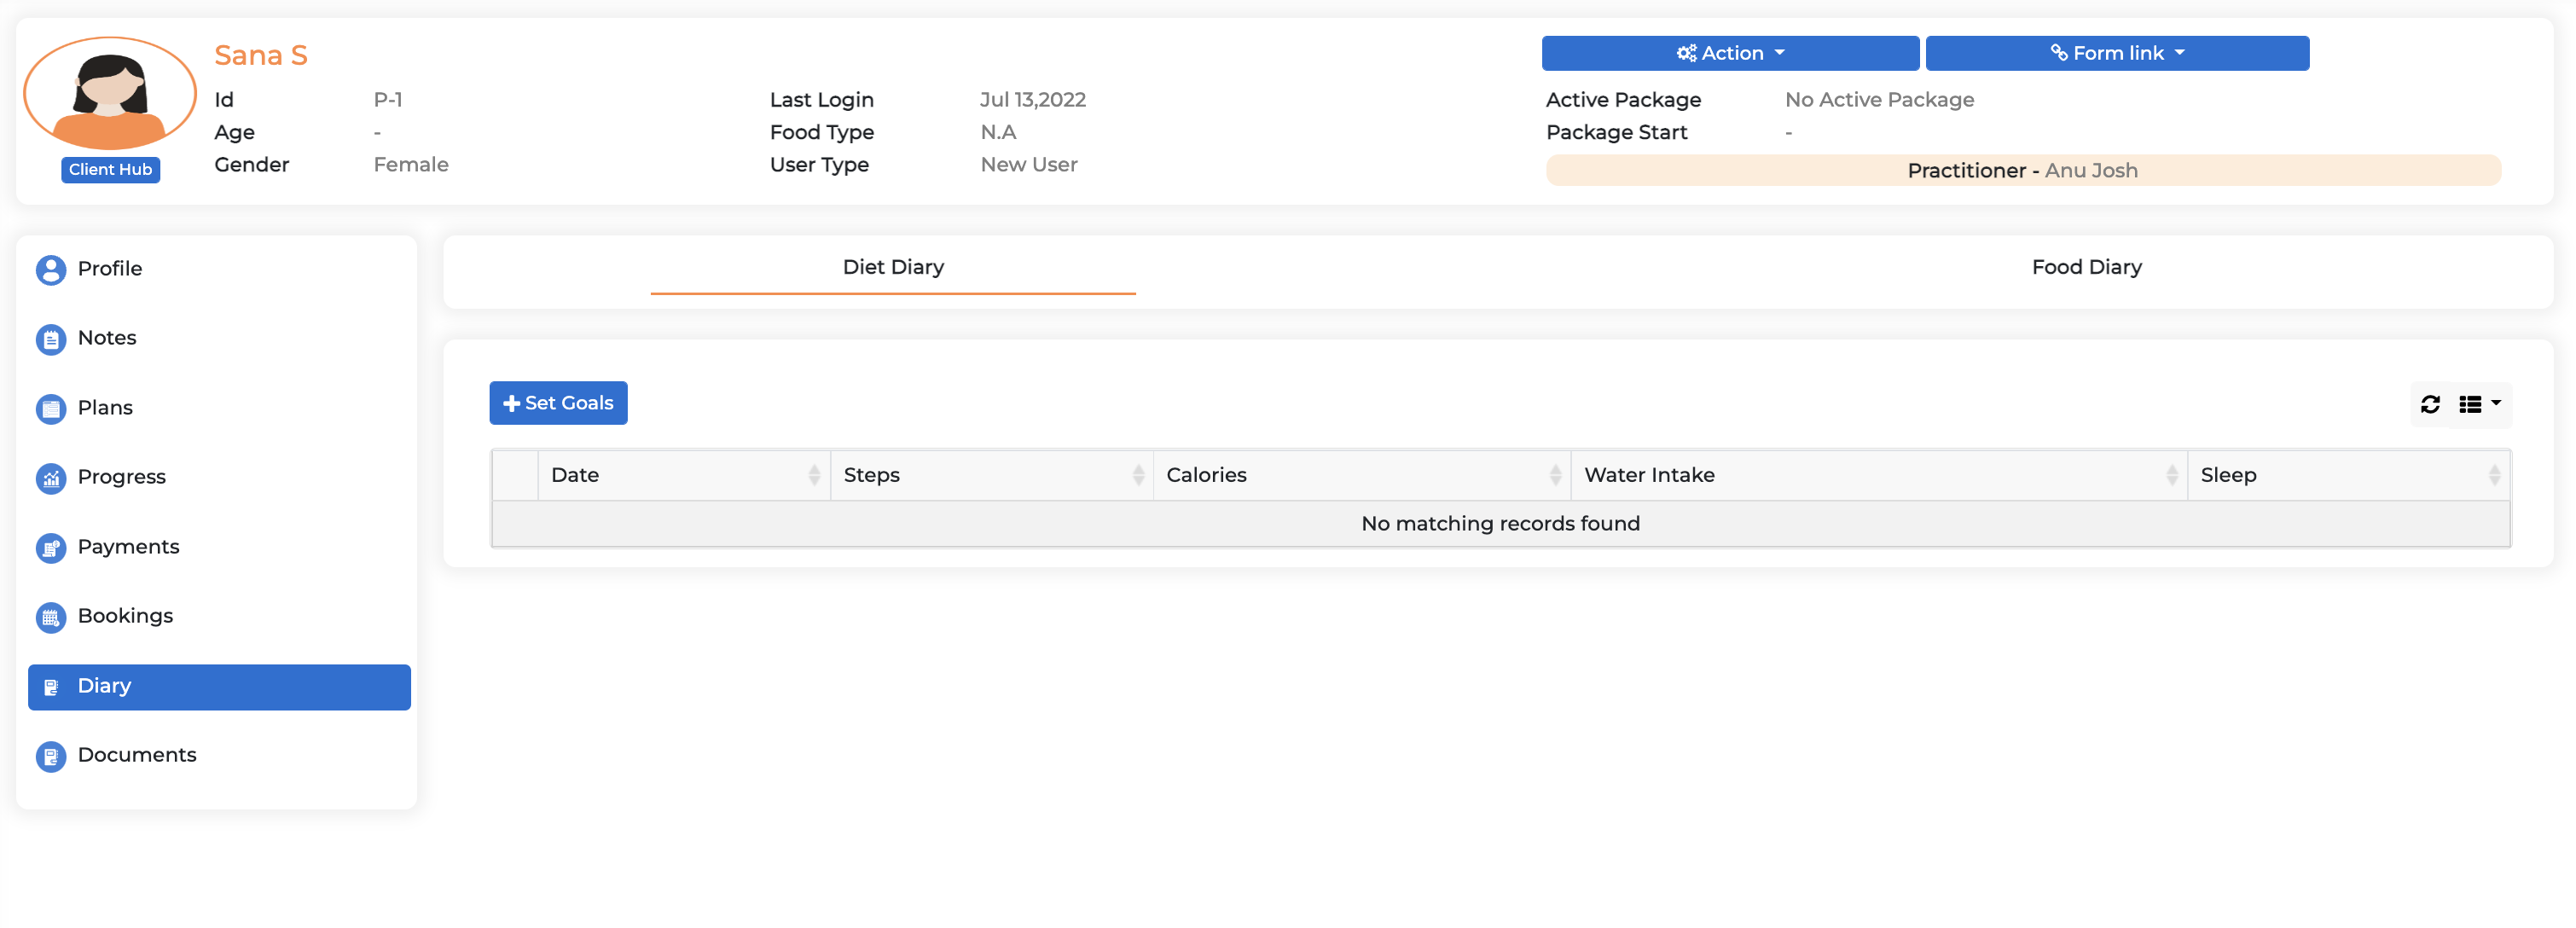 Sana S
Action
Form link
Id P-1
Last Login Jul 13,2022
Active Package No Active Package
Age -
Food Type N.A
Package Start -
Gender Female
User Type New User
Client Hub
Practitioner - Anu Josh
Profile
Notes
Plans
Progress
Payments
Bookings
Diary
Documents
Diet Diary
Food Diary
Set Goals
Date Steps Calories Water Intake Sleep
No matching records found